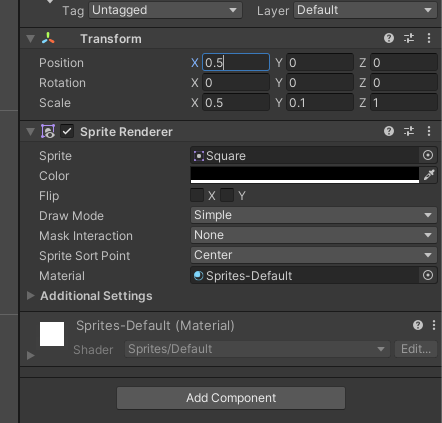 Tag Untagged Layer Default
Transform
Position X 0.5 Y 0 Z 0
Rotation X 0 Y 0 Z 0
Scale X 0.5 Y 0.1 Z 1
Sprite Renderer
Sprite Square
Color
Flip X Y
Draw Mode Simple
Mask Interaction None
Sprite Sort Point Center
Material Sprites-Default
Additional Settings
Sprites-Default (Material)
Shader Sprites/Default Edit...
Add Component